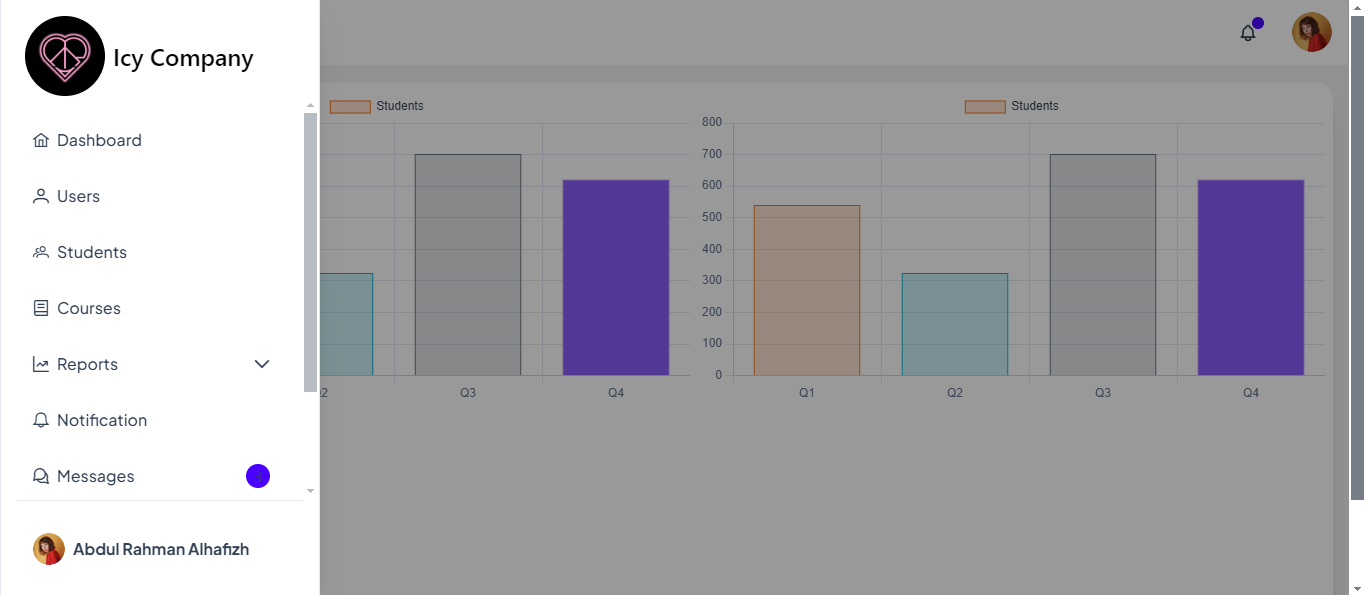 Icy Company
Dashboard
Users
Students
Courses
Reports
Notification
Messages
Abdul Rahman Alhafizh
Students
Q3
Q4
Students
800
700
600
500
400
300
200
100
0
Q1
Q2
Q3
Q4